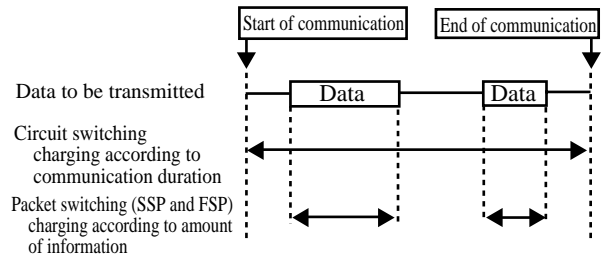 Start of communication
End of communication
Data to be transmitted
Data
Data
Circuit switching
charging according to
communication duration
Packet switching (SSP and FSP)
charging according to amount
of information